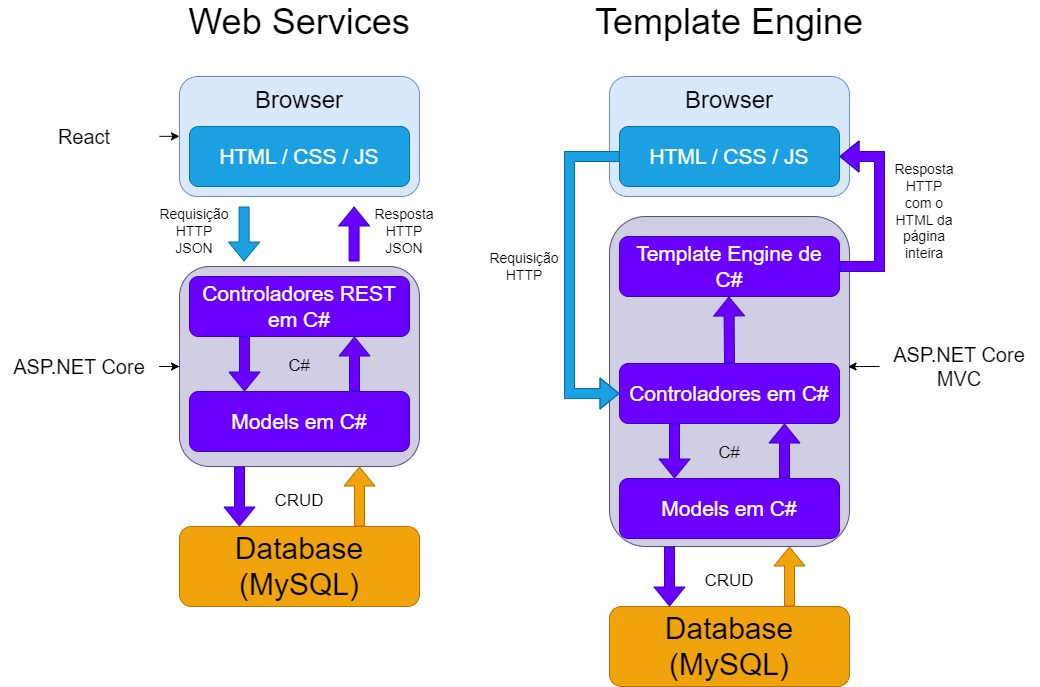 Web Services
Browser
React
HTML / CSS / JS
Requisição
HTTP
JSON
Resposta
HTTP
JSON
Controladores REST
em C#
C#
ASP.NET Core
Models em C#
CRUD
Database
(MySQL)
Template Engine
Browser
HTML / CSS / JS
Resposta
HTTP
com o
HTML da
página
inteira
Requisição
HTTP
Template Engine de
C#
ASP.NET Core
MVC
Controladores em C#
C#
Models em C#
CRUD
Database
(MySQL)